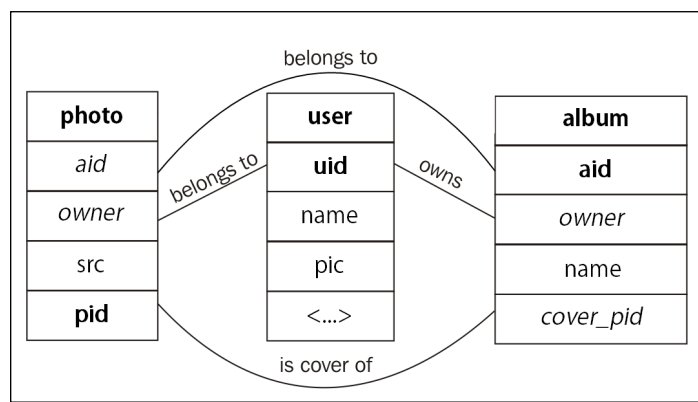 belongs to
photo
aid
owner
src
pid
belongs to
user
uid
name
pic
<...>
owns
album
aid
owner
name
cover_pid
is cover of